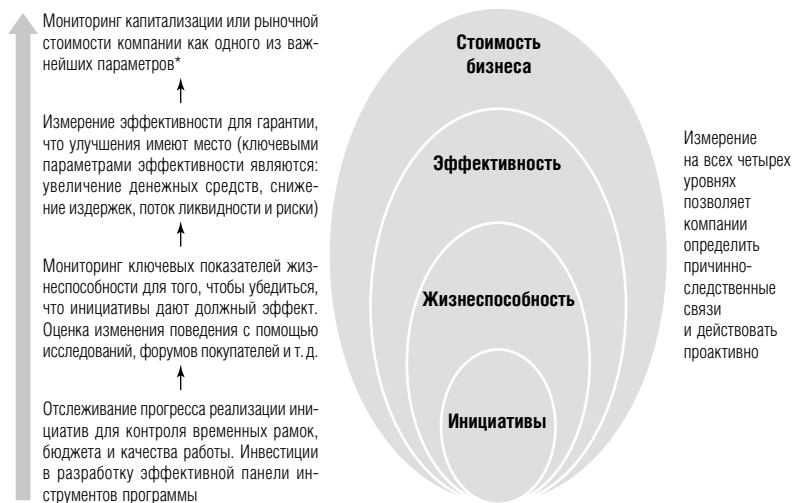 Мониторинг капитализации или рыночной
стоимости компании как одного из важ-
нейших параметров*
Измерение эффективности для гарантии,
что улучшения имеют место (ключевыми
параметрами эффективности являются:
увеличение денежных средств, сниже-
ние издержек, поток ликвидности и риски)
Мониторинг ключевых показателей жиз-
неспособности для того, чтобы убедиться,
что инициативы дают должный эффект.
Оценка изменения поведения с помощью
исследований, форумов покупателей и т. д.
Отслеживание прогресса реализации ини-
циатив для контроля временных рамок,
бюджета и качества работы. Инвестиции
в разработку эффективной панели ин-
струментов программы
Стоимость
бизнеса
Эффективность
Жизнеспособность
Инициативы
Измерение
на всех четырех
уровнях
позволяет
компании
определить
причинно-
следственные
связи
и действовать
проактивно